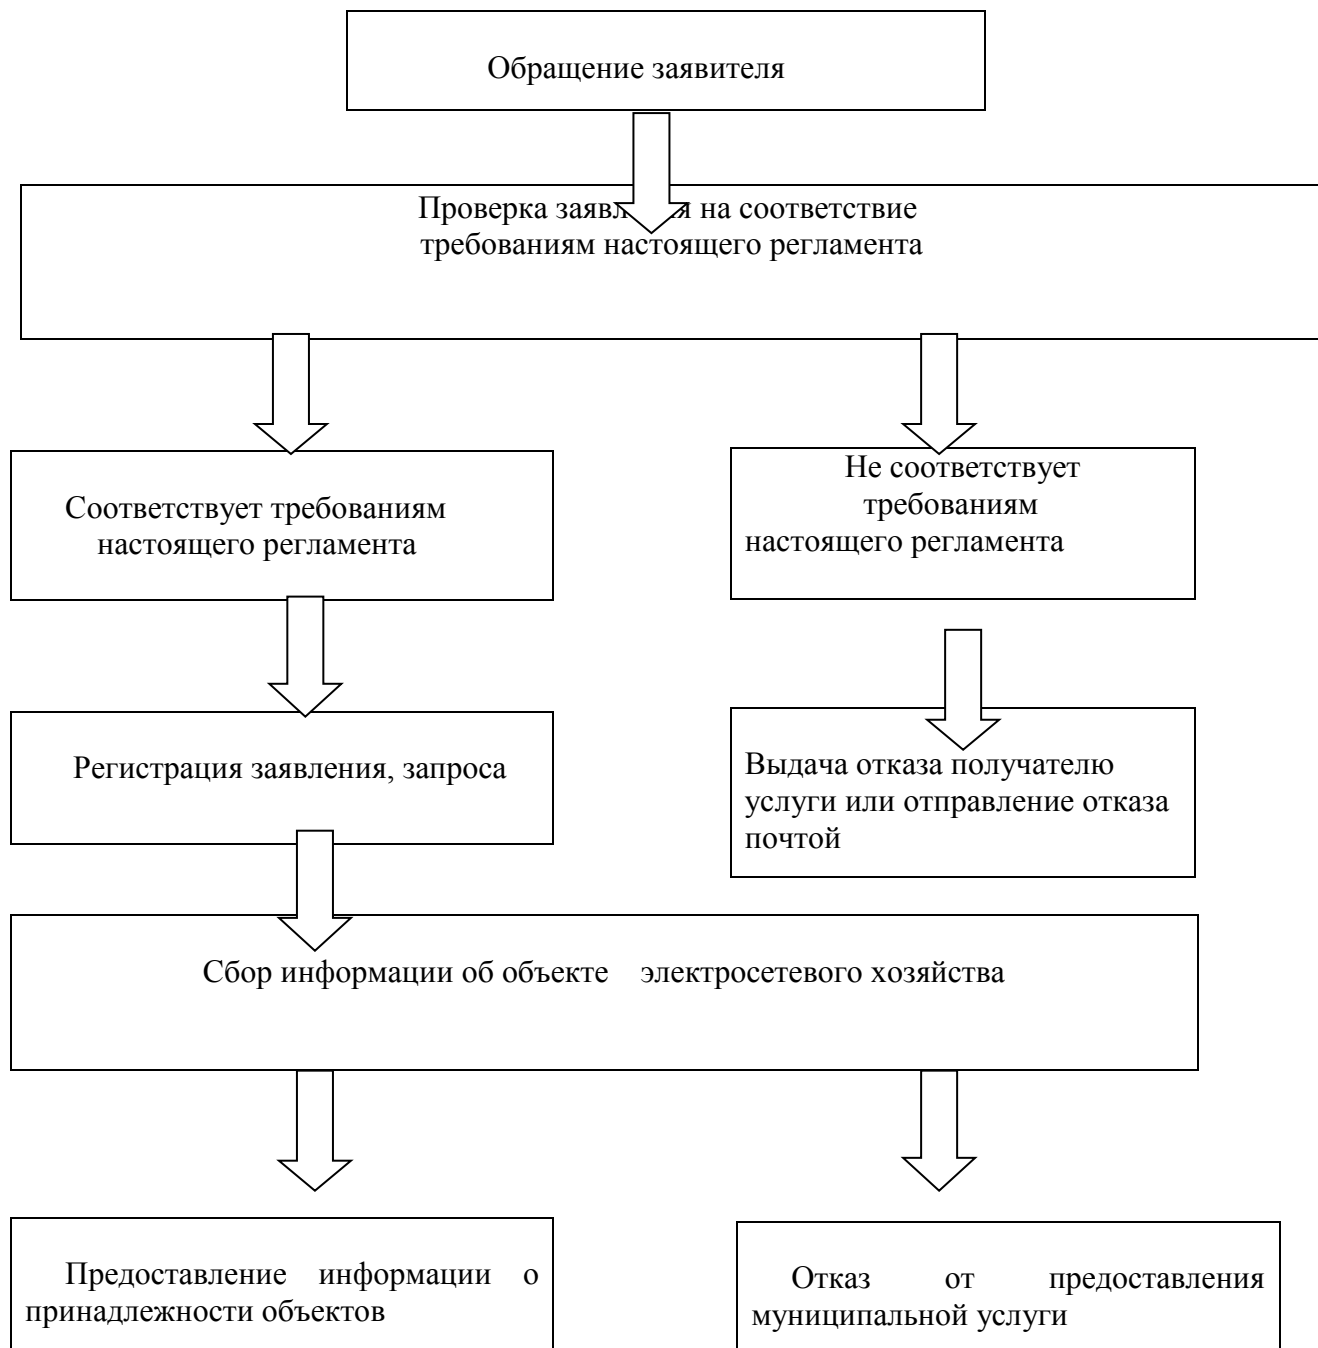 Обращение заявителя
Проверка на соответствие
требованиям настоящего регламента
Соответствует требованиям
настоящего регламента
Не соответствует
требованиям
настоящего регламента
Регистрация заявления, запроса
Выдача отказа получателю
услуги или отправление отказа
почтой
Сбор информации об объекте электросетевого хозяйства
Предоставление информации о
принадлежности объектов
Отказ от предоставления
муниципальной услуги